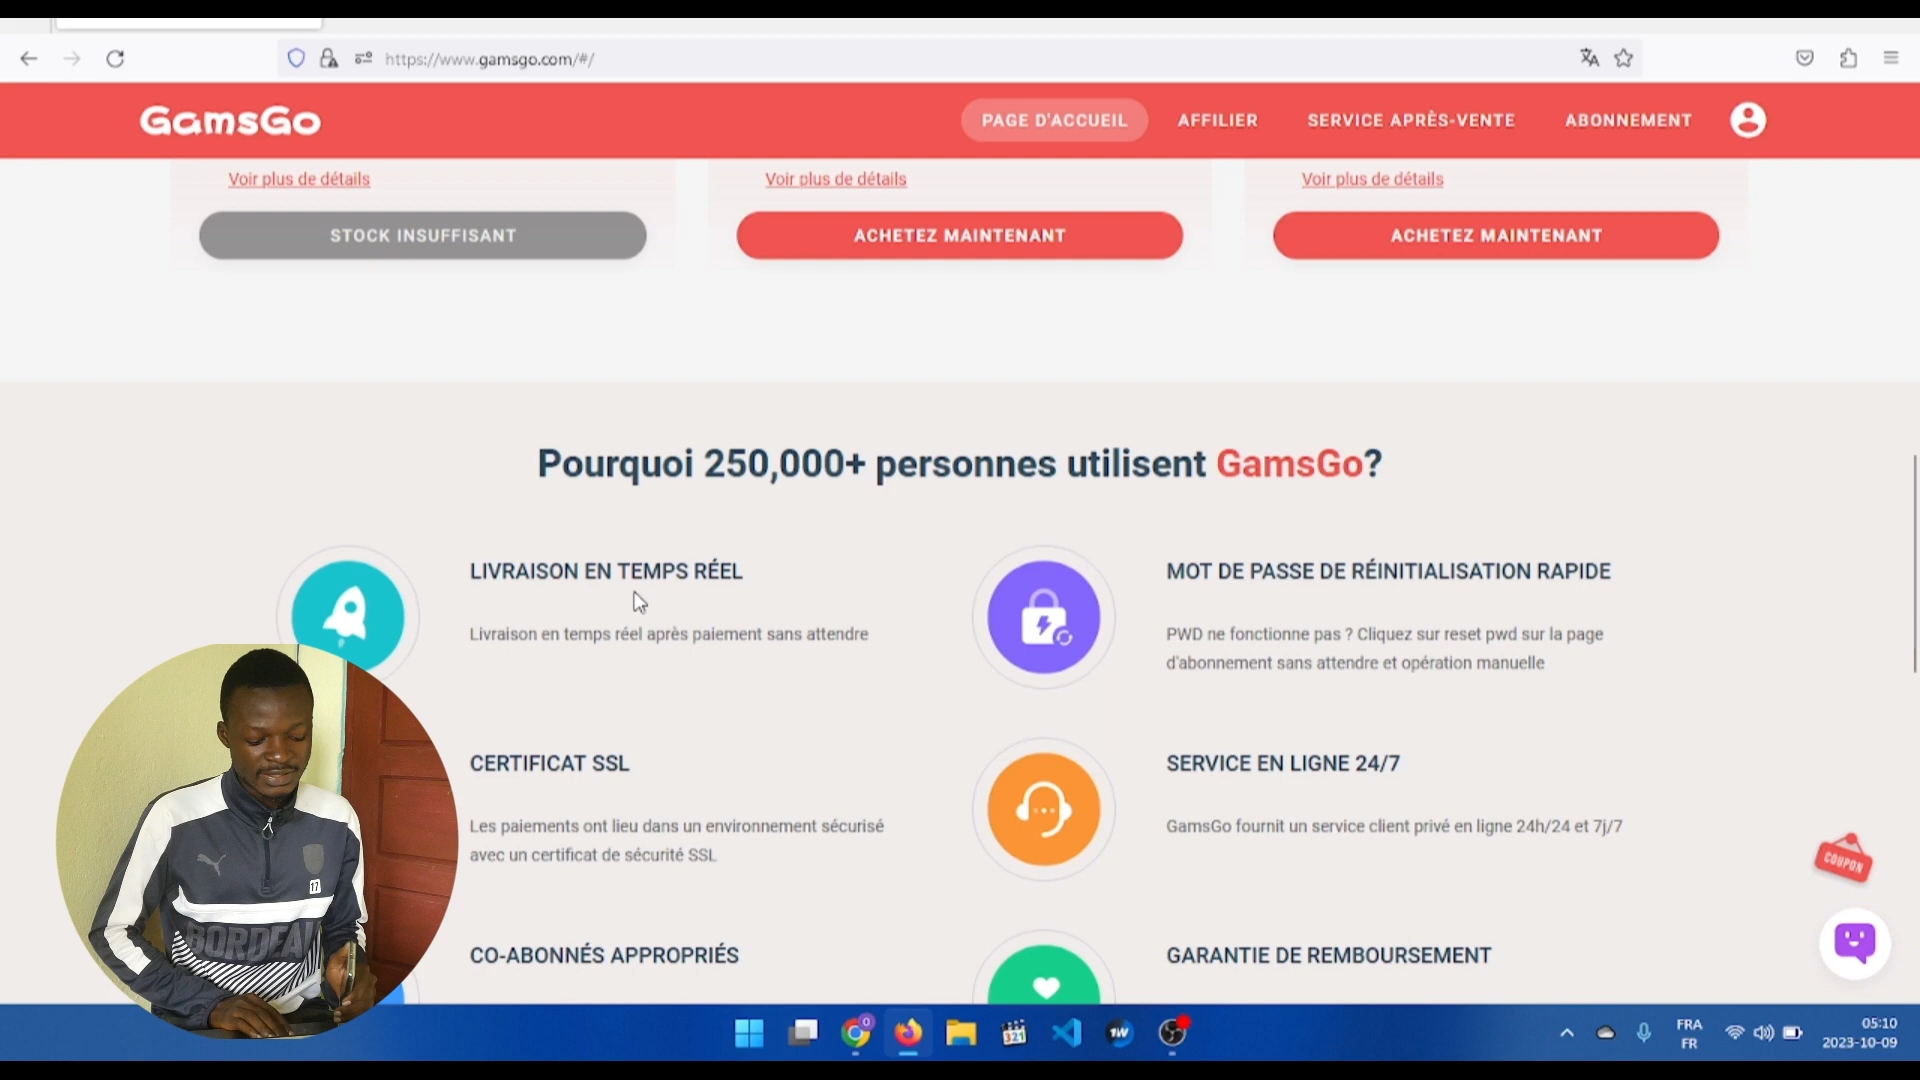 https://www.gamsgo.com/#/
GamsGo
PAGE D'ACCUEIL
AFFILIER
SERVICE APRÈS-VENTE
ABONNEMENT
Voir plus de détails
Voir plus de détails
Voir plus de détails
STOCK INSUFFISANT
ACHETEZ MAINTENANT
ACHETEZ MAINTENANT
Pourquoi 250,000+ personnes utilisent GamsGo?
LIVRAISON EN TEMPS RÉEL
Livraison en temps réel après paiement sans attendre
MOT DE PASSE DE RÉINITIALISATION RAPIDE
PWD ne fonctionne pas ? Cliquez sur reset pwd sur la page
d'abonnement sans attendre et opération manuelle
CERTIFICAT SSL
Les paiements ont lieu dans un environnement sécurisé
avec un certificat de sécurité SSL
SERVICE EN LIGNE 24/7
GamsGo fournit un service client privé en ligne 24h/24 et 7j/7
COUPON
CO-ABONNÉS APPROPRIÉS
GARANTIE DE REMBOURSEMENT
17
BORDEAU
0
321
1W
FRA
FR
05:10
2023-10-09